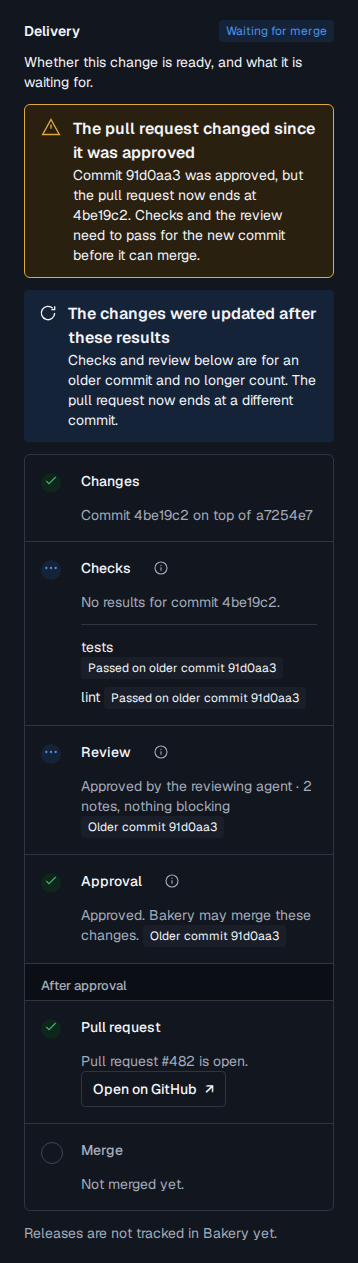 Delivery
Waiting for merge
Whether this change is ready, and what it is
waiting for.
The pull request changed since
it was approved
Commit 91d0aa3 was approved, but
the pull request now ends at
4be19c2. Checks and the review
need to pass for the new commit
before it can merge.
The changes were updated after
these results
Checks and review below are for an
older commit and no longer count. The
pull request now ends at a different
commit.
Changes
Commit 4be19c2 on top of a7254e7
Checks
No results for commit 4be19c2.
tests
Passed on older commit 91d0aa3
lint Passed on older commit 91d0aa3
Review
Approved by the reviewing agent · 2
notes, nothing blocking
Older commit 91d0aa3
Approval
Approved. Bakery may merge these
changes. Older commit 91d0aa3
After approval
Pull request
Pull request #482 is open.
Open on GitHub
Merge
Not merged yet.
Releases are not tracked in Bakery yet.